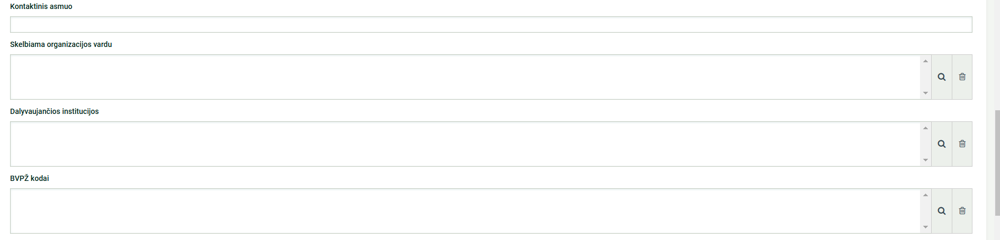 Kontaktinis asmuo
Skelbiama organizacijos vardu
Dalyvaujančios institucijos
BVPŽ kodai